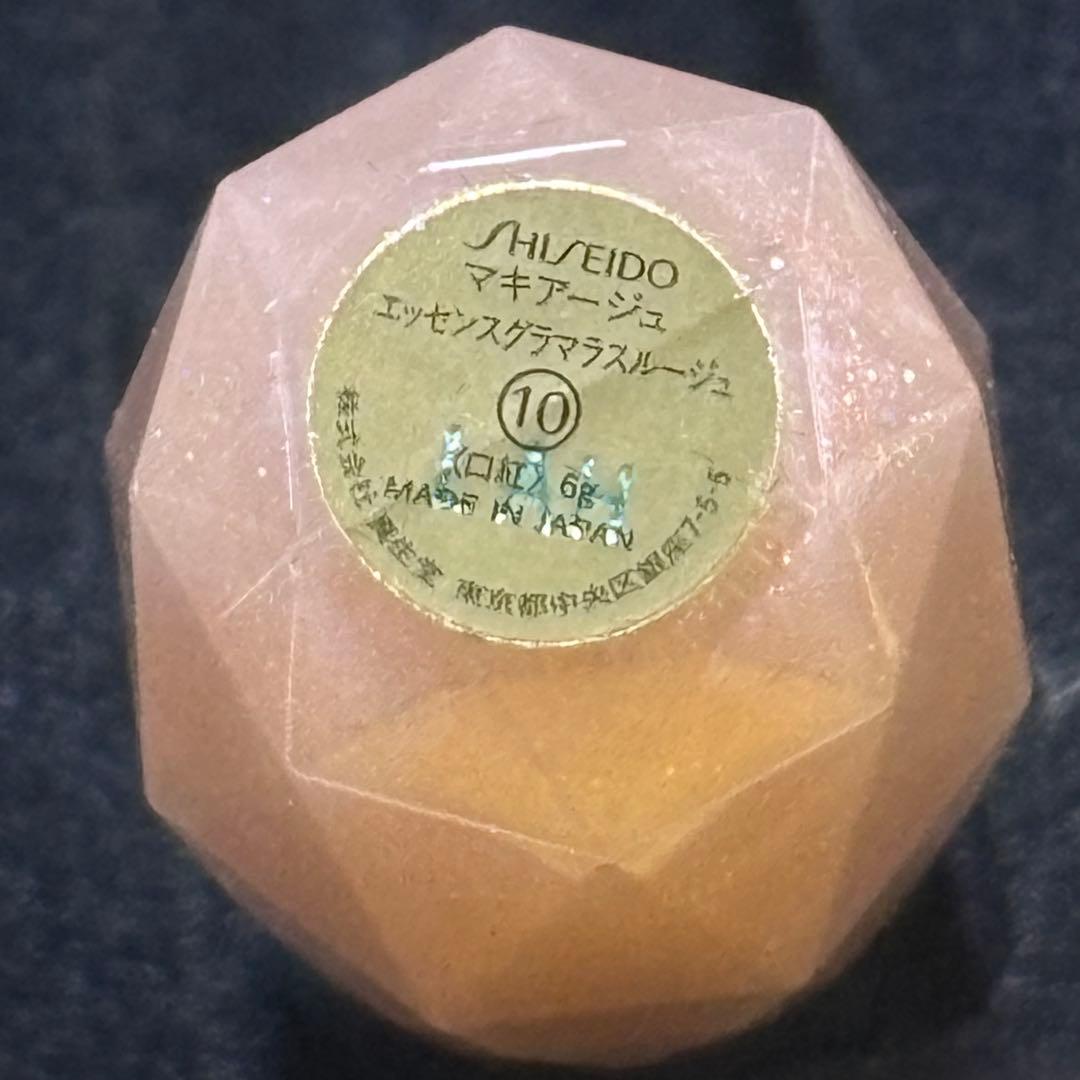 SHISEIDO
マキアージュ
エッセンスグラマラスルージュ
10
〈口紅〉 6g
MADE IN JAPAN
株式会社 資生堂 東京都中央区銀座7-5-5